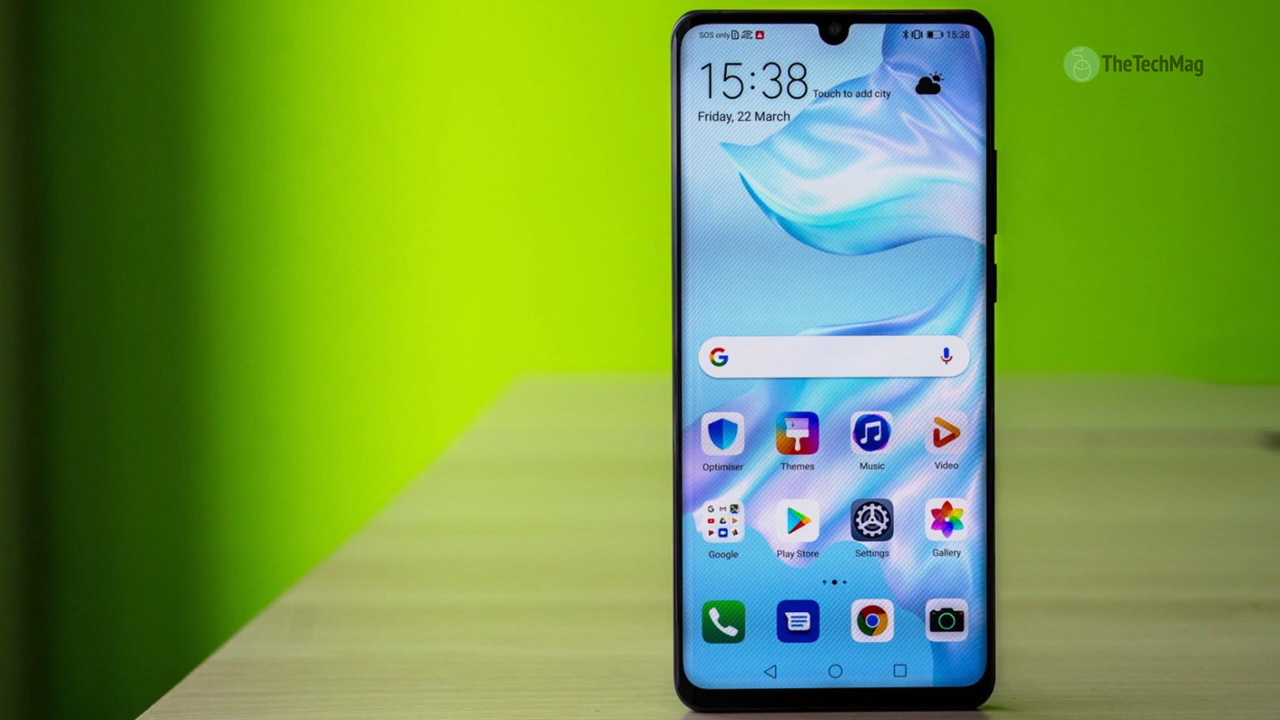 SOS only
15:38
TheTechMag
15:38
Touch to add city
Friday, 22 March
G
Optimiser
Themes
Music
Video
Google
Play Store
Settings
Gallery